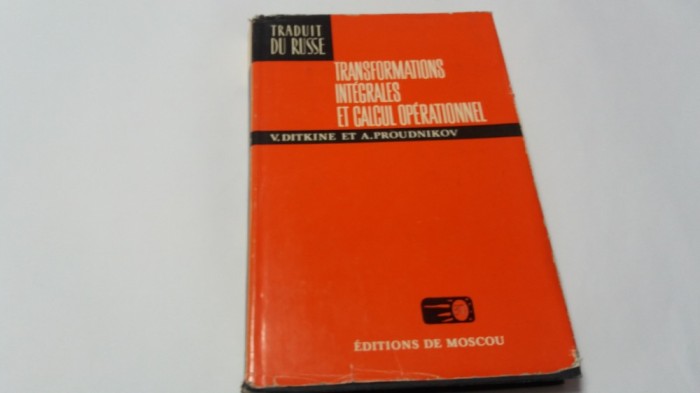 TRADUIT
DU RUSSE
TRANSFORMATIONS
INTÉGRALES
ET CALCUL OPÉRATIONNEL
V. DITKINE ET A. PROUDNIKOV
ÉDITIONS DE MOSCOU